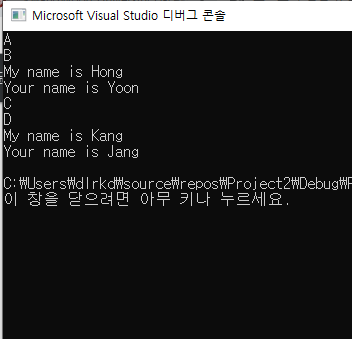 Microsoft Visual Studio 디버그 콘솔
A
B
My name is Hong
Your name is Yoon
C
D
My name is Kang
Your name is Jang
C:₩Users₩dlrkd₩source₩repos₩Project2₩Debug₩
이 창을 닫으려면 아무 키나 누르세요.